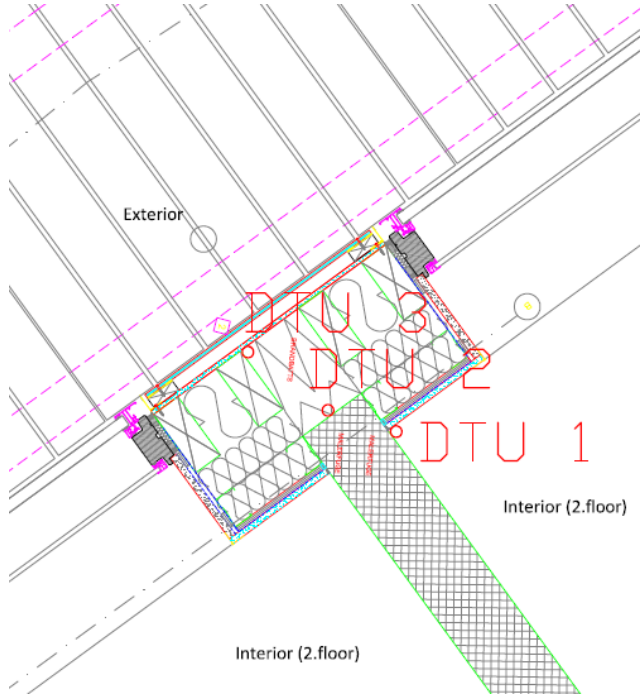 Exterior
DTU 3
DTU 2
DTU 1
Interior (2.floor)
Interior (2.floor)